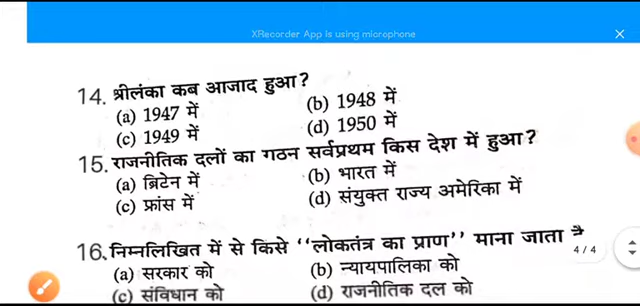 XRecorder App is using microphone
14. श्रीलंका कब आजाद हुआ?
(a) 1947 में (b) 1948 में
(c) 1949 में (d) 1950 में
15. राजनीतिक दलों का गठन सर्वप्रथम किस देश में हुआ?
(a) ब्रिटेन में (b) भारत में
(c) फ्रांस में (d) संयुक्त राज्य अमेरिका में
16. निम्नलिखित में से किसे ‘‘लोकतंत्र का प्राण’’ माना जाता है
4 / 4
(a) सरकार को (b) न्यायपालिका को
(c) संविधान को (d) राजनीतिक दल को